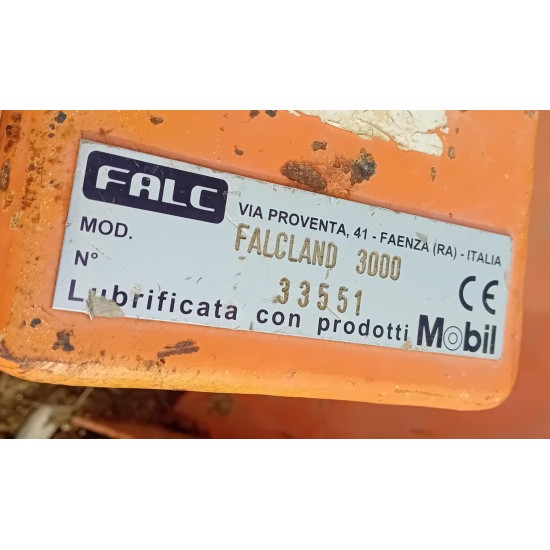 FALC
VIA PROVENTA, 41 - FAENZA (RA) - ITALIA
MOD. FALCLAND 3000
N° 33551
CE
Lubrificata con prodotti Mobil